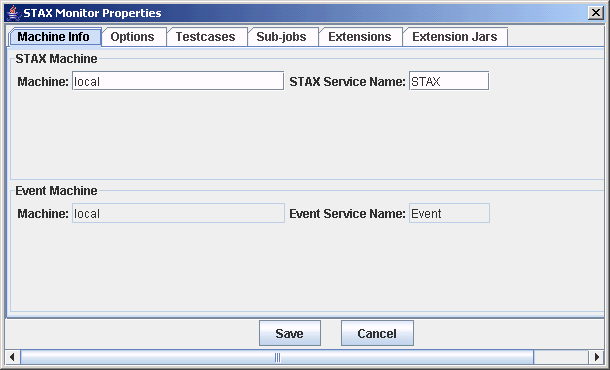 STAX Monitor Properties
Machine Info Options Testcases Sub-jobs Extensions Extension Jars
STAX Machine
Machine: local STAX Service Name: STAX
Event Machine
Machine: local Event Service Name: Event
Save Cancel